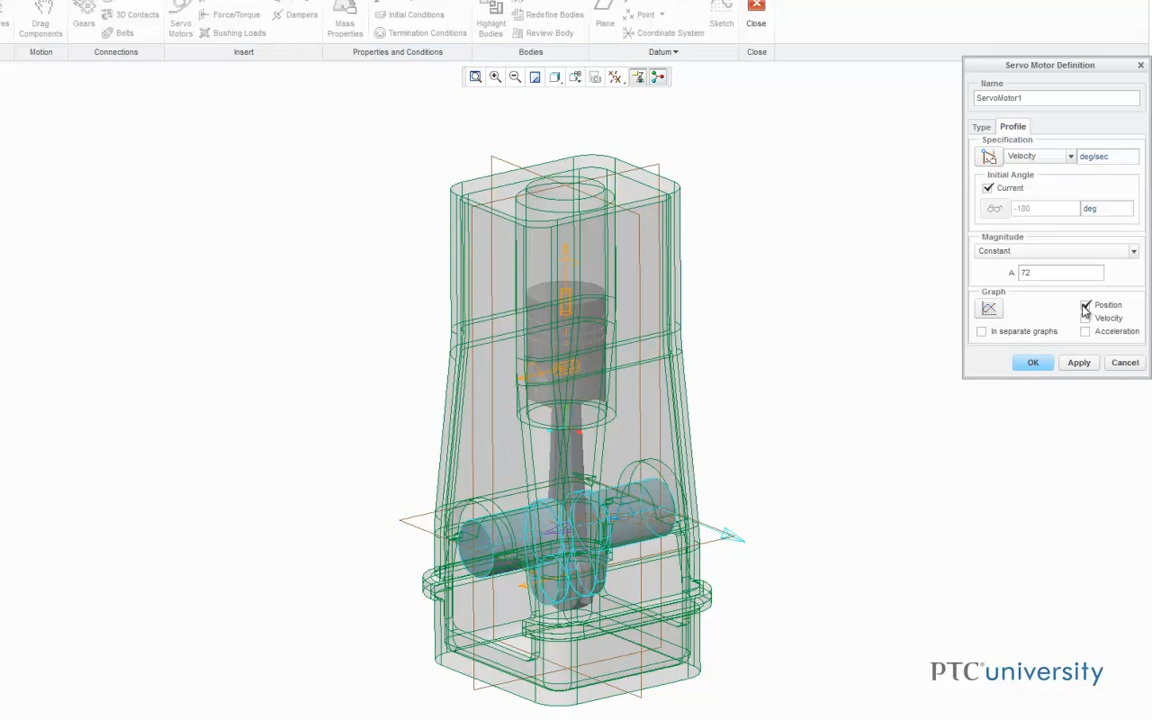 Drag
Components
Gears
3D Contacts
Belts
Servo
Motors
Force/Torque
Bushing Loads
Dampers
Mass
Properties
Initial Conditions
Termination Conditions
Highlight
Bodies
Redefine Bodies
Review Body
Plane
Point
Coordinate System
Sketch
Close
Motion
Connections
Insert
Properties and Conditions
Bodies
Datum
Close
Servo Motor Definition
Name
ServoMotor1
Type
Profile
Specification
Velocity
deg/sec
Initial Angle
Current
-180
deg
Magnitude
Constant
A
72
Graph
Position
Velocity
In separate graphs
Acceleration
OK
Apply
Cancel
PTC®university